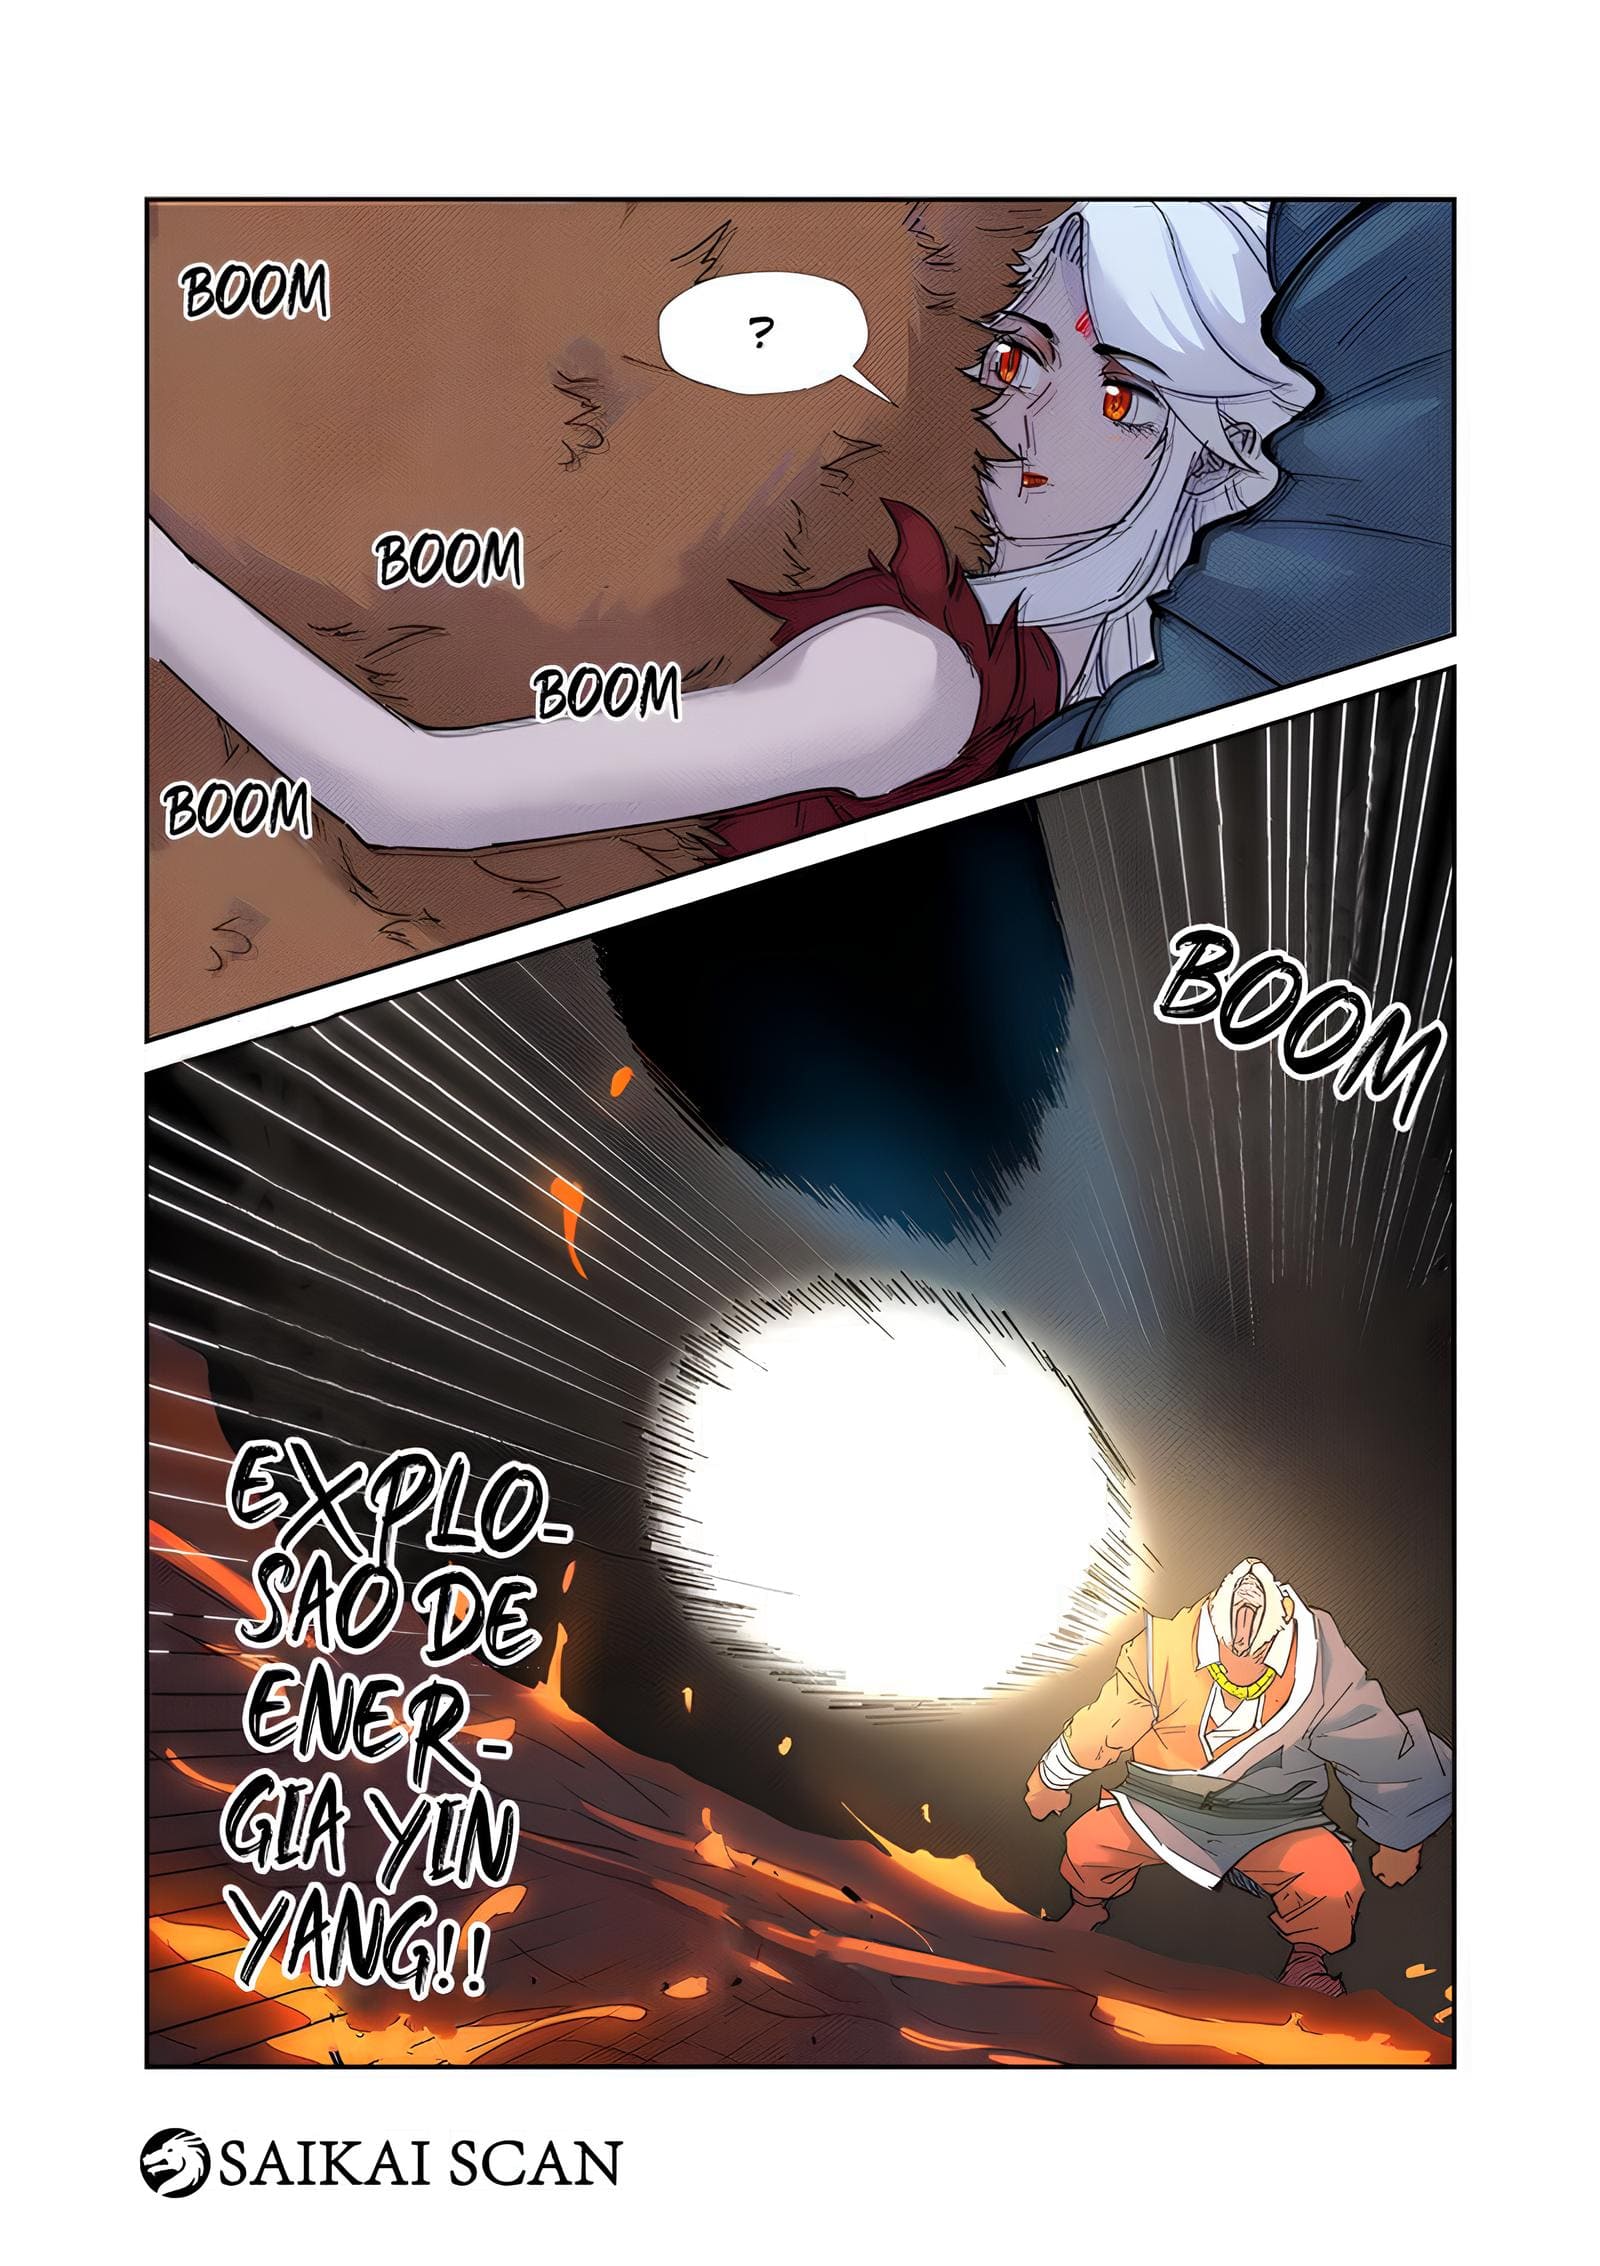 BOOM
?
BOOM
BOOM
BOOM
BOOM
EXPLO-
SAO DE
ENER-
GIA YIN
YANG!!
SAIKAI SCAN